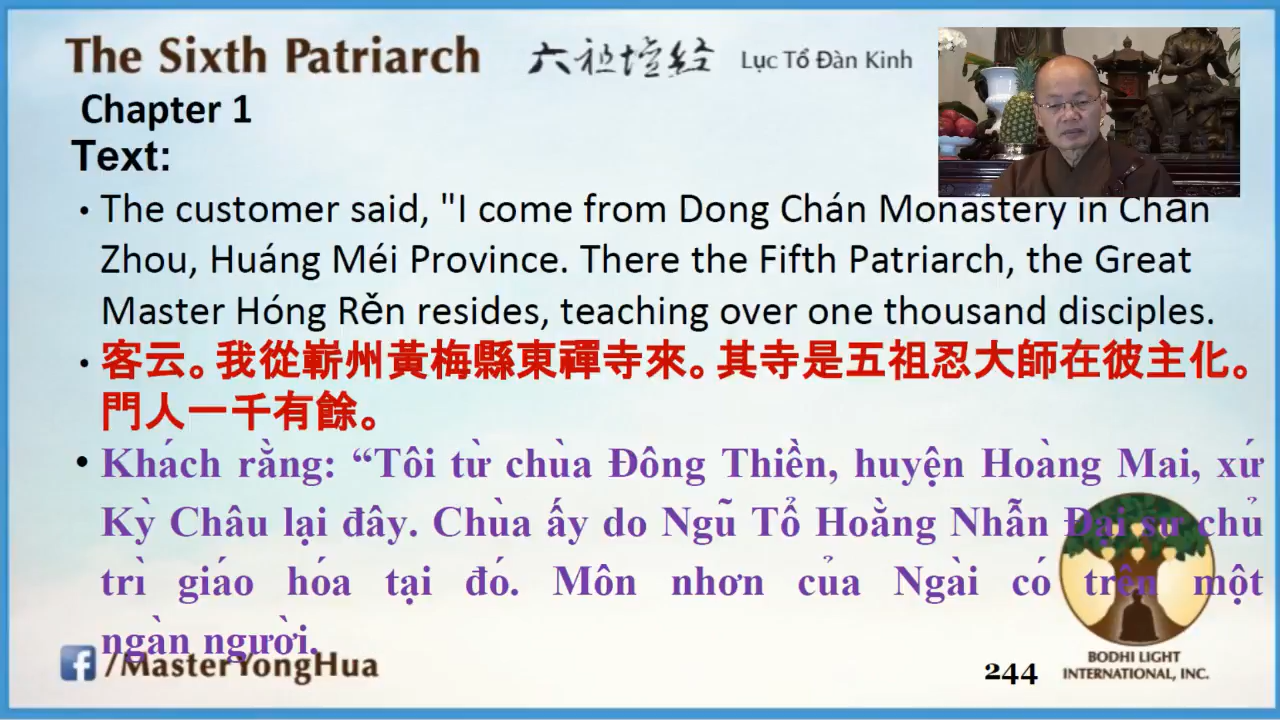 The Sixth Patriarch 六祖壇經 Lục Tổ Đàn Kinh
Chapter 1
Text:
• The customer said, "I come from Dong Chán Monastery in Chan
Zhou, Huáng Méi Province. There the Fifth Patriarch, the Great
Master Hóng Rěn resides, teaching over one thousand disciples.
• 客云。我從嶄州黃梅縣東禪寺來。其寺是五祖忍大師在彼主化。
門人一千有餘。
• Khách rằng: “Tôi từ chùa Đông Thiền, huyện Hoàng Mai, xứ
Kỳ Châu lại đây. Chùa ấy do Ngũ Tổ Hoằng Nhẫn Đại sư chủ
trì giáo hóa tại đó. Môn nhơn của Ngài có trên một
ngàn người.
/MasterYongHua
244
BODHI LIGHT
INTERNATIONAL, INC.